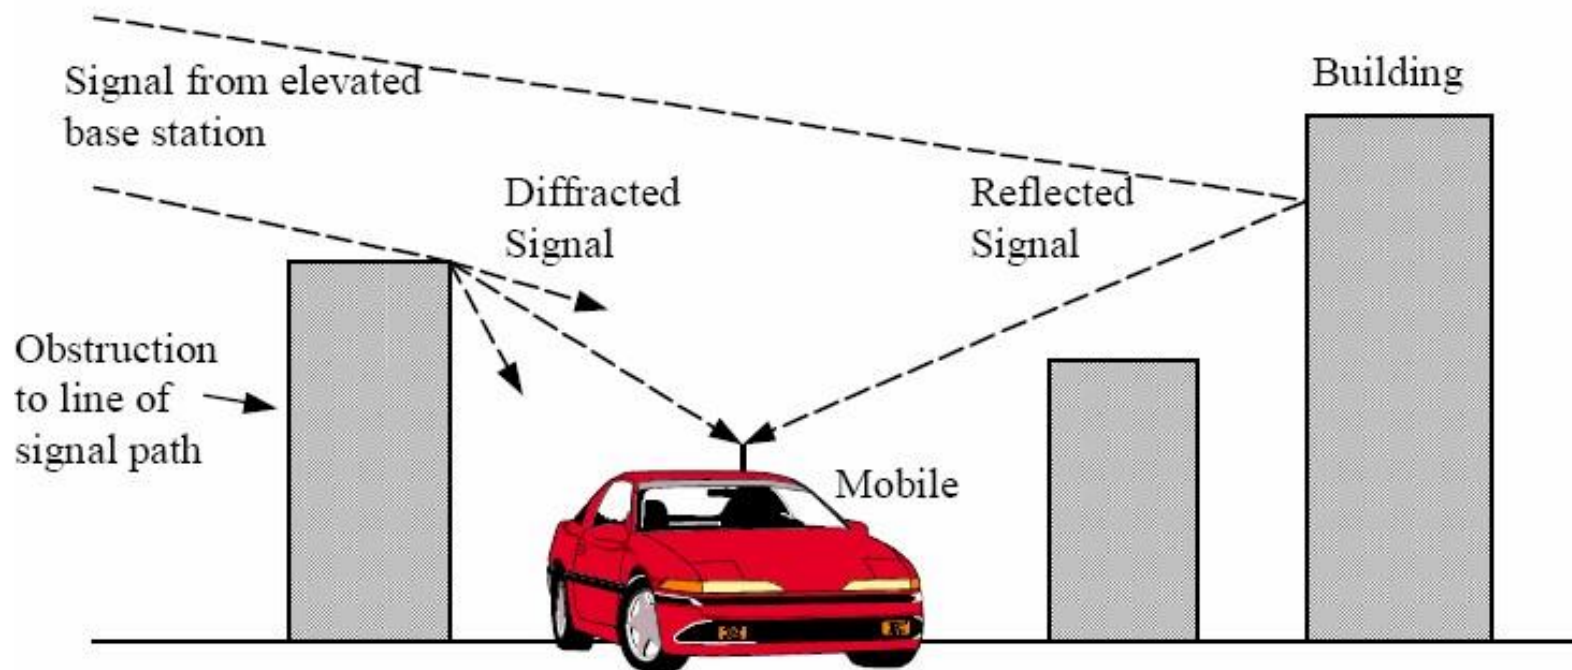 Signal from elevated
base station
Building
Diffracted
Signal
Reflected
Signal
Obstruction
to line of
signal path
Mobile